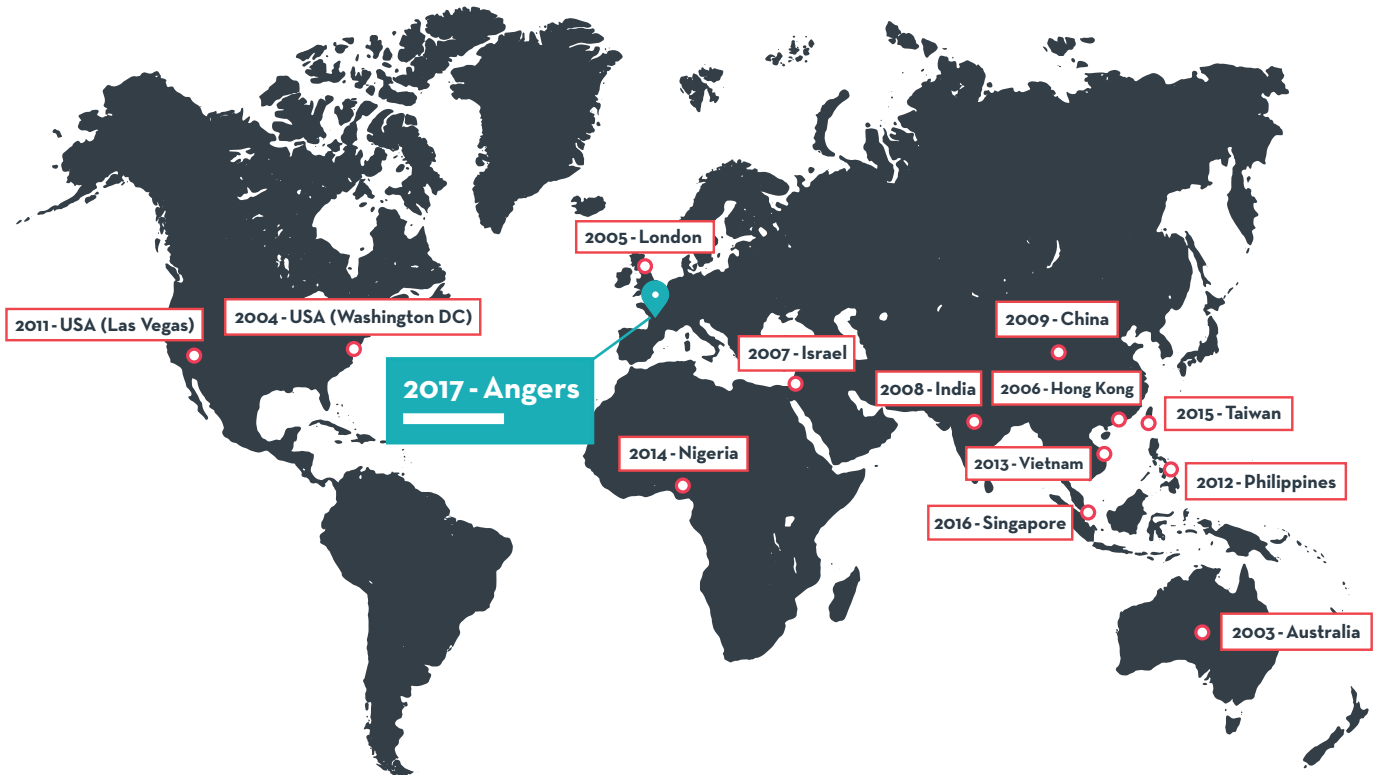 2005 - London
2011 - USA (Las Vegas)
2004 - USA (Washington DC)
2009 - China
2007 - Israel
2017 - Angers
2008 - India
2006 - Hong Kong
2015 - Taiwan
2014 - Nigeria
2013 - Vietnam
2012 - Philippines
2016 - Singapore
2003 - Australia